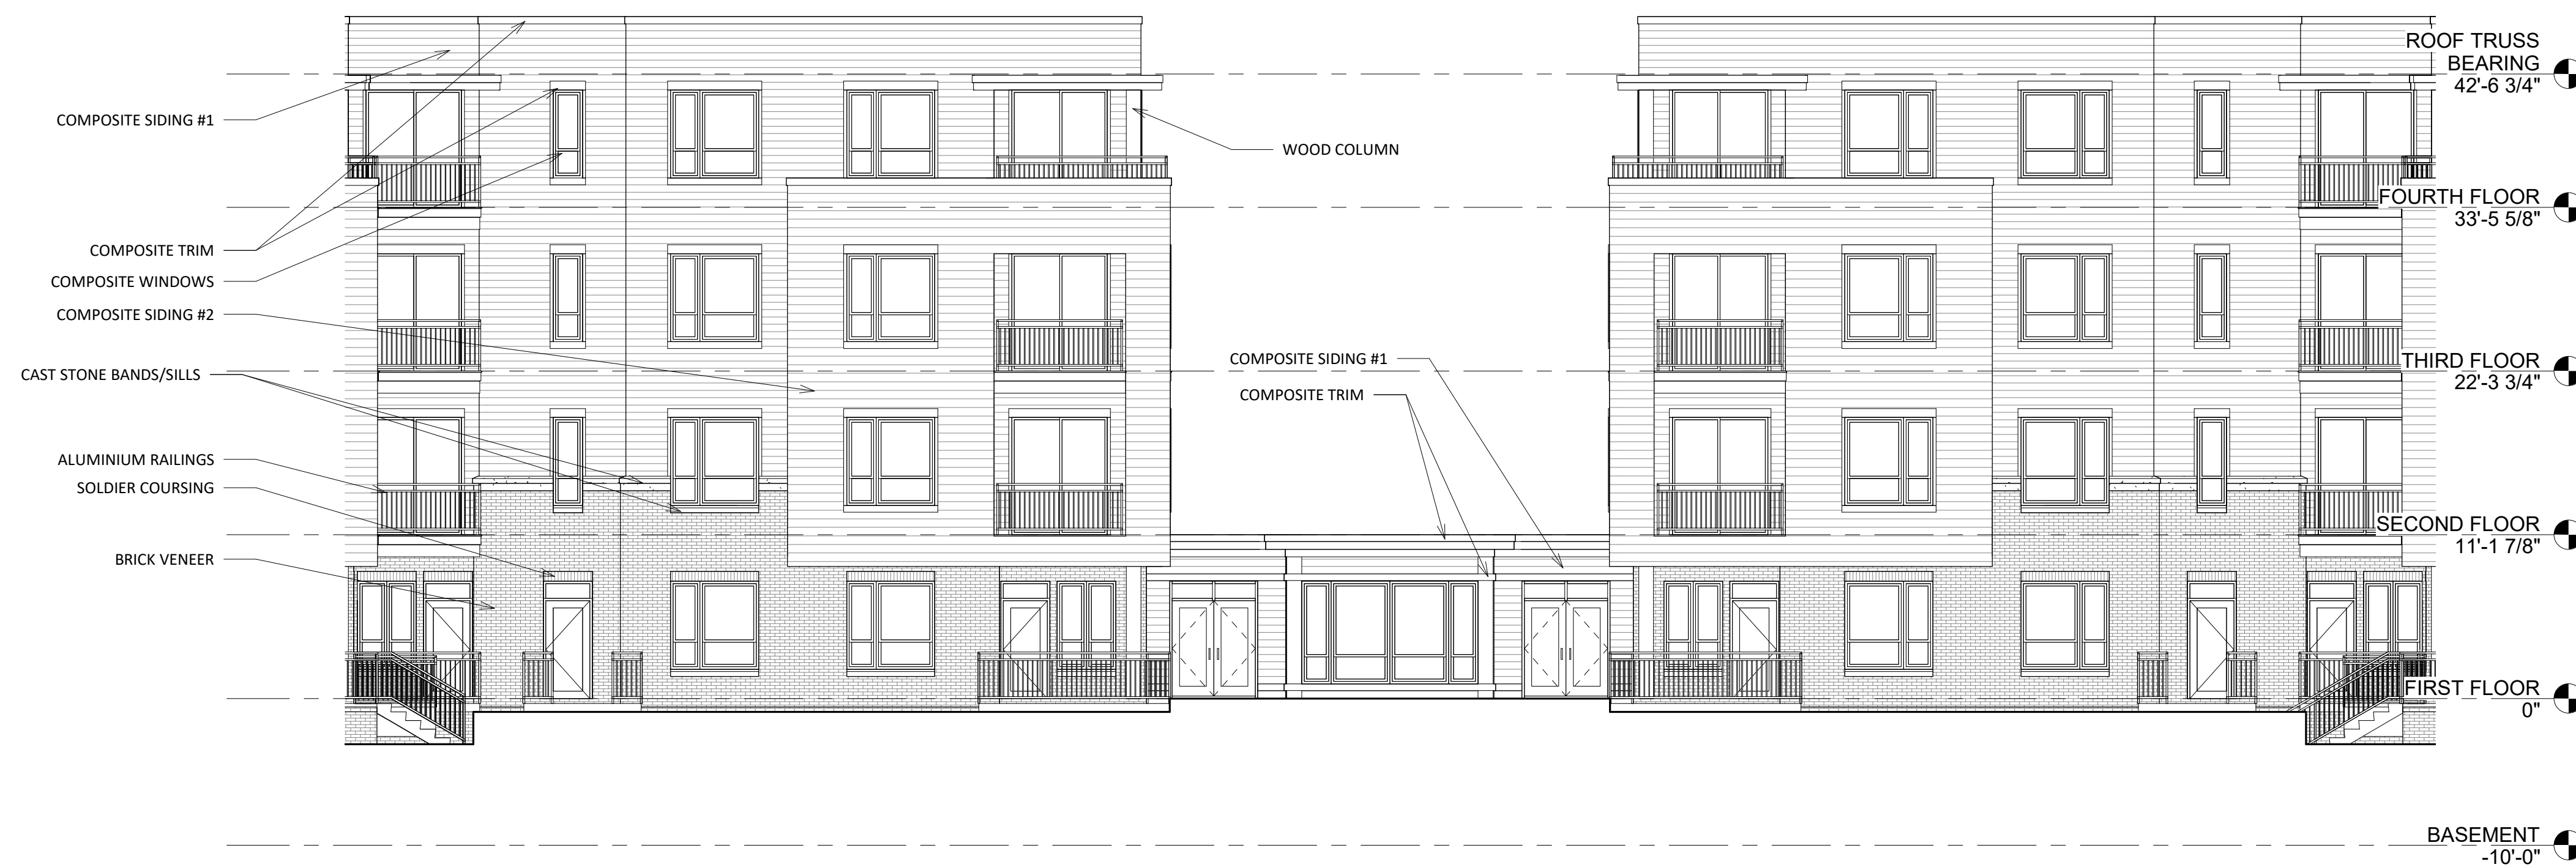 COMPOSITE SIDING #1
COMPOSITE TRIM
COMPOSITE WINDOWS
COMPOSITE SIDING #2
CAST STONE BANDS/SILLS
ALUMINIUM RAILINGS
SOLDIER COURSING
BRICK VENEER
WOOD COLUMN
COMPOSITE SIDING #1
COMPOSITE TRIM
ROOF TRUSS
BEARING
42'-6 3/4"
FOURTH FLOOR
33'-5 5/8"
THIRD FLOOR
22'-3 3/4"
SECOND FLOOR
11'-1 7/8"
FIRST FLOOR
0"
BASEMENT
-10'-0"